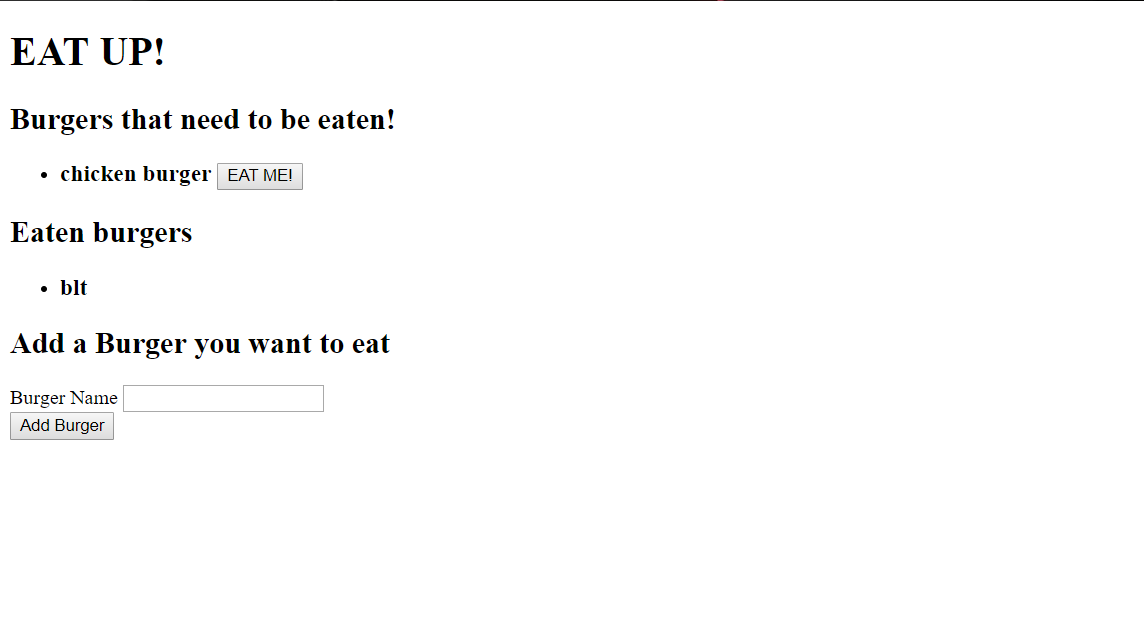 EAT UP!
Burgers that need to be eaten!
chicken burger EAT ME!
Eaten burgers
blt
Add a Burger you want to eat
Burger Name
Add Burger